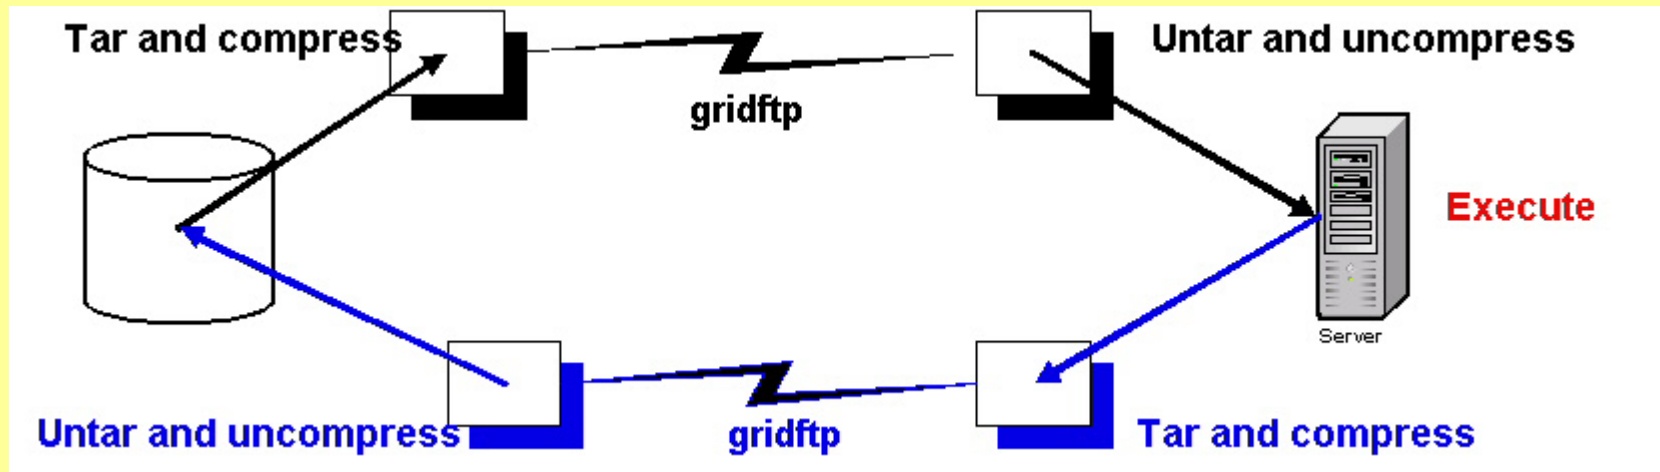 Tar and compress
Untar and uncompress
gridftp
Execute
Server
Untar and uncompress
gridftp
Tar and compress